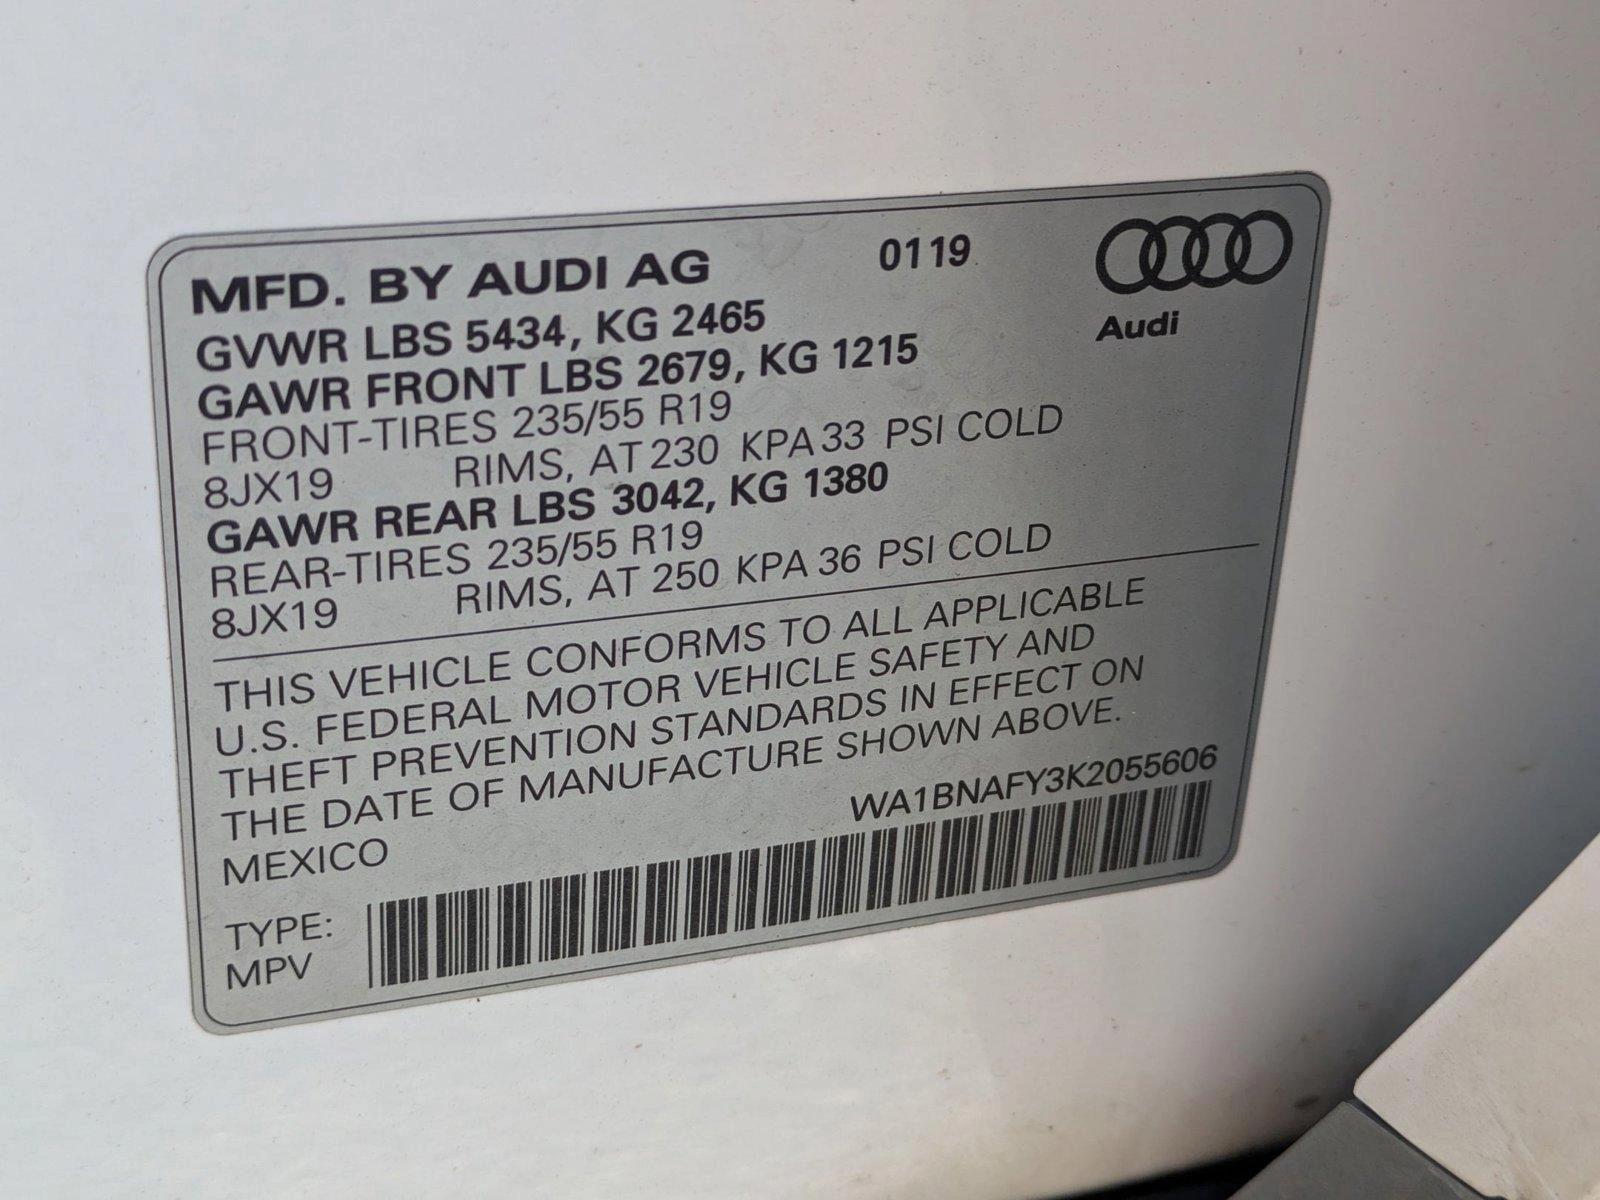 MFD. BY AUDI AG 0119
Audi
GVWR LBS 5434, KG 2465
GAWR FRONT LBS 2679, KG 1215
FRONT-TIRES 235/55 R19
8JX19 RIMS, AT 230 KPA 33 PSI COLD
GAWR REAR LBS 3042, KG 1380
REAR-TIRES 235/55 R19
8JX19 RIMS, AT 250 KPA 36 PSI COLD
THIS VEHICLE CONFORMS TO ALL APPLICABLE
U.S. FEDERAL MOTOR VEHICLE SAFETY AND
THEFT PREVENTION STANDARDS IN EFFECT ON
THE DATE OF MANUFACTURE SHOWN ABOVE.
WA1BNAFY3K2055606
MEXICO
TYPE:
MPV